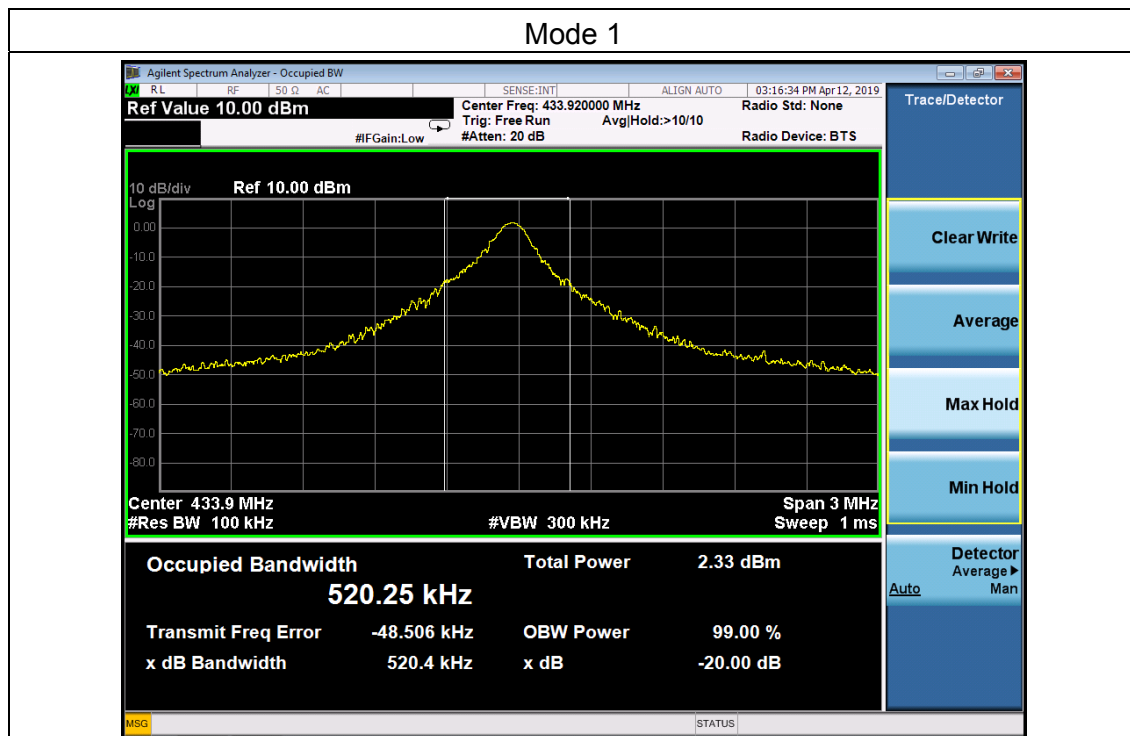 Mode 1
Agilent Spectrum Analyzer - Occupied BW
LXI RL RF 50 Ω AC SENSE:INT ALIGN AUTO 03:16:34 PM Apr 12, 2019
Ref Value 10.00 dBm Center Freq: 433.920000 MHz Radio Std: None
Trig: Free Run Avg|Hold:>10/10
#IFGain:Low #Atten: 20 dB Radio Device: BTS
10 dB/div Ref 10.00 dBm
Log
0.00
-10.0
-20.0
-30.0
-40.0
-50.0
-60.0
-70.0
-80.0
Center 433.9 MHz Span 3 MHz
#Res BW 100 kHz #VBW 300 kHz Sweep 1 ms
Occupied Bandwidth Total Power 2.33 dBm
520.25 kHz
Transmit Freq Error -48.506 kHz OBW Power 99.00 %
x dB Bandwidth 520.4 kHz x dB -20.00 dB
MSG STATUS
Trace/Detector
Clear Write
Average
Max Hold
Min Hold
Detector
Average▶
Auto Man